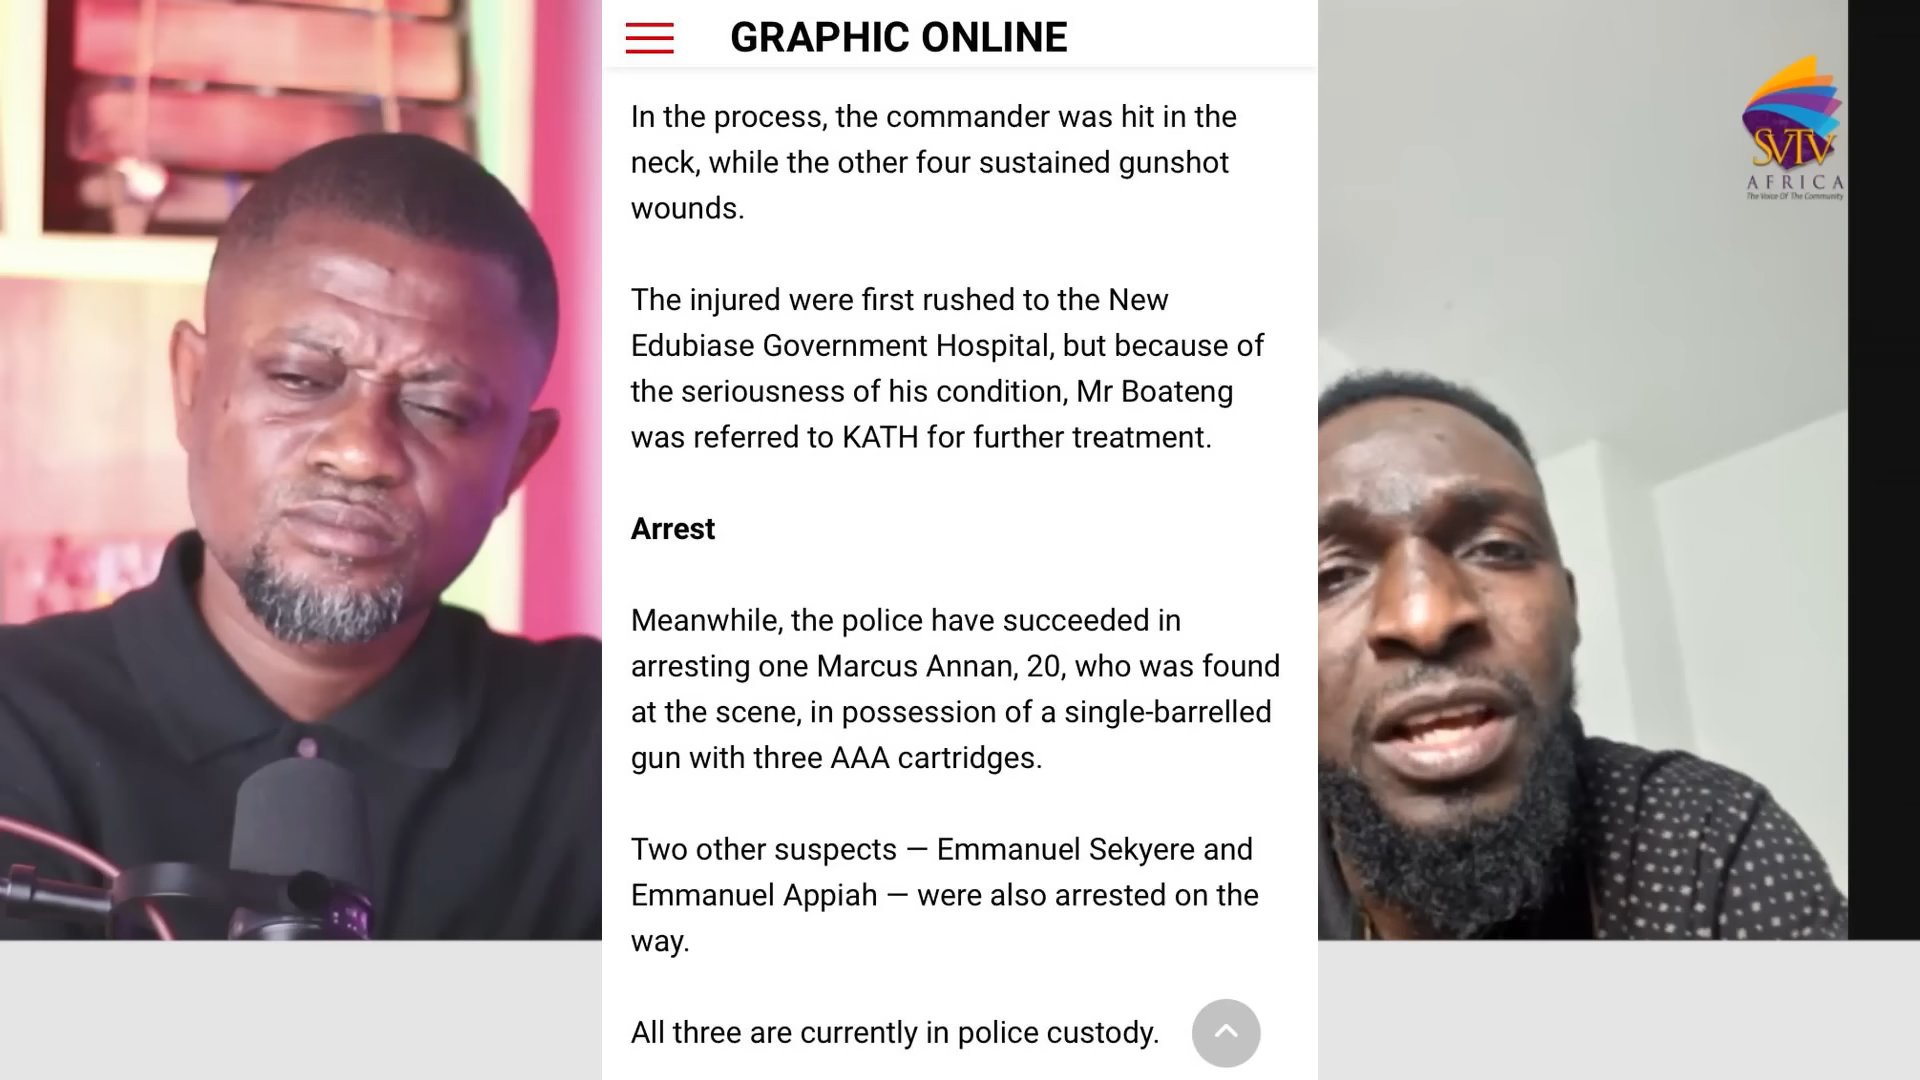 GRAPHIC ONLINE
In the process, the commander was hit in the
neck, while the other four sustained gunshot
wounds.
The injured were first rushed to the New
Edubiase Government Hospital, but because of
the seriousness of his condition, Mr Boateng
was referred to KATH for further treatment.
Arrest
Meanwhile, the police have succeeded in
arresting one Marcus Annan, 20, who was found
at the scene, in possession of a single-barrelled
gun with three AAA cartridges.
Two other suspects — Emmanuel Sekyere and
Emmanuel Appiah — were also arrested on the
way.
All three are currently in police custody.
SVTV
AFRICA
The Voice Of The Community